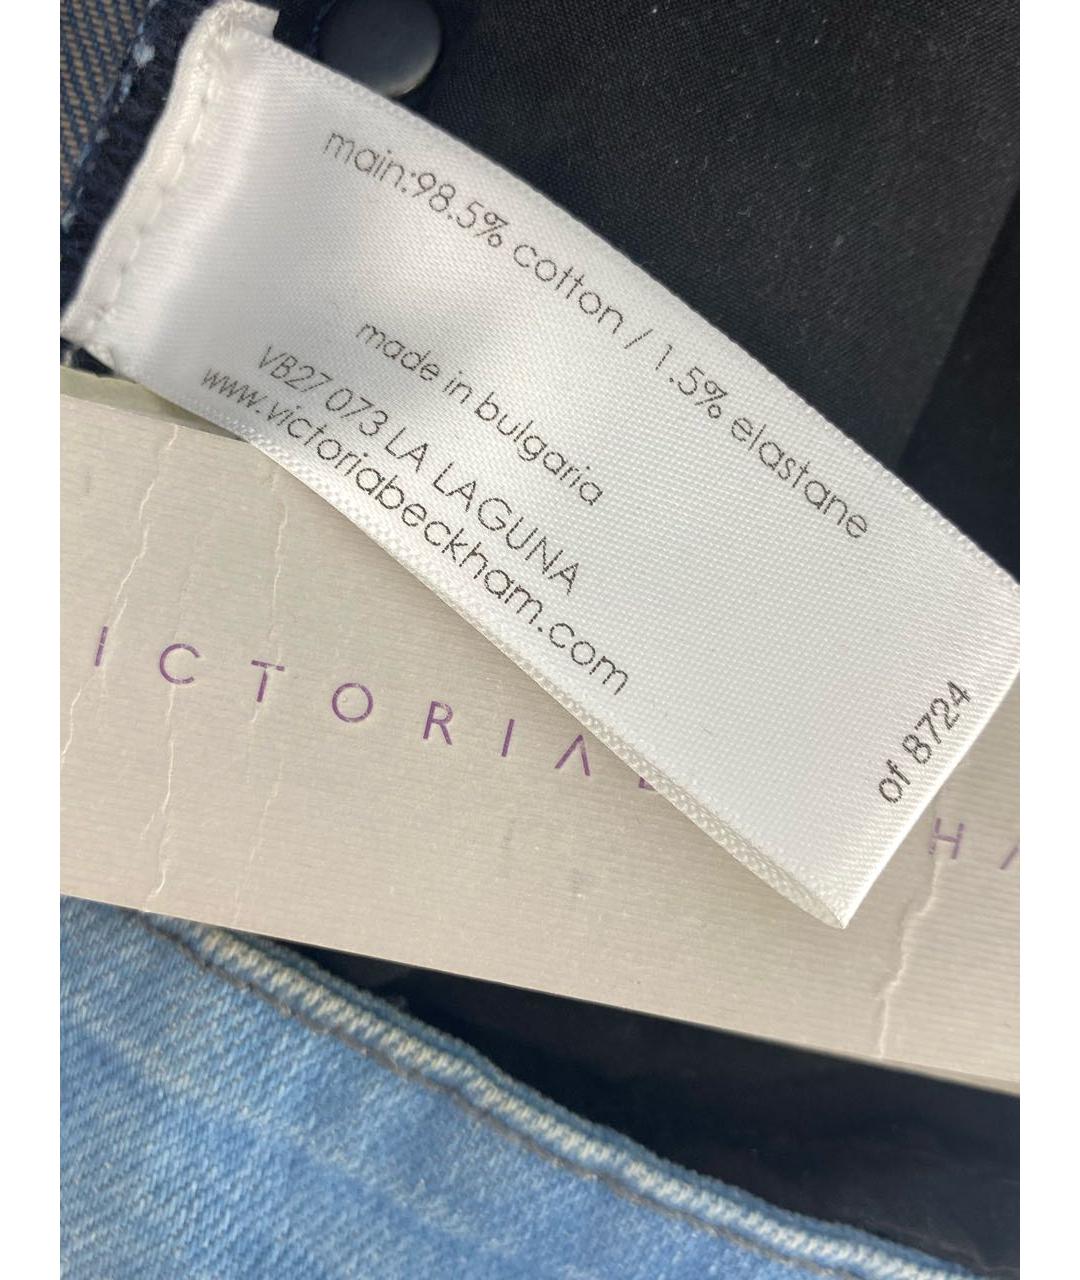 main:98.5% cotton / 1.5% elastane
made in bulgaria
VB27 073 LA LAGUNA
www.victoriabeckham.com
of 8724
ICTORIA
H